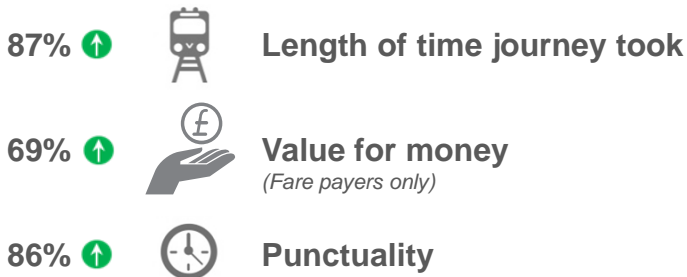 87% Length of time journey took
69% £ Value for money
(Fare payers only)
86% Punctuality